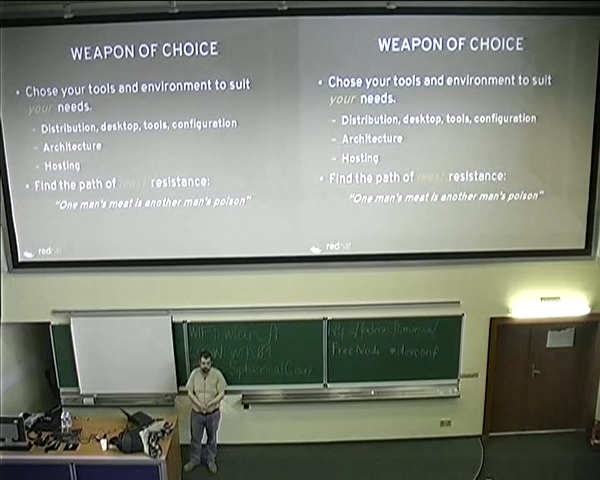 WEAPON OF CHOICE
• Chose your tools and environment to suit
your needs.
- Distribution, desktop, tools, configuration
- Architecture
- Hosting
• Find the path of least resistance:
"One man's meat is another man's poison"
redhat
WEAPON OF CHOICE
• Chose your tools and environment to suit
your needs.
- Distribution, desktop, tools, configuration
- Architecture
- Hosting
• Find the path of least resistance:
"One man's meat is another man's poison"
redhat
SphericalCow
FreeNode #devconf